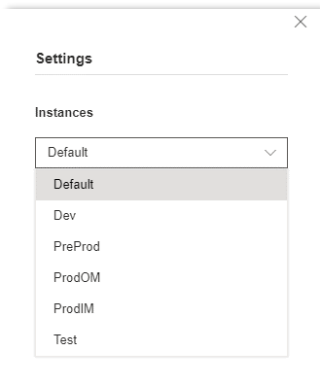 Settings
Instances
Default
Default
Dev
PreProd
ProdOM
ProdIM
Test